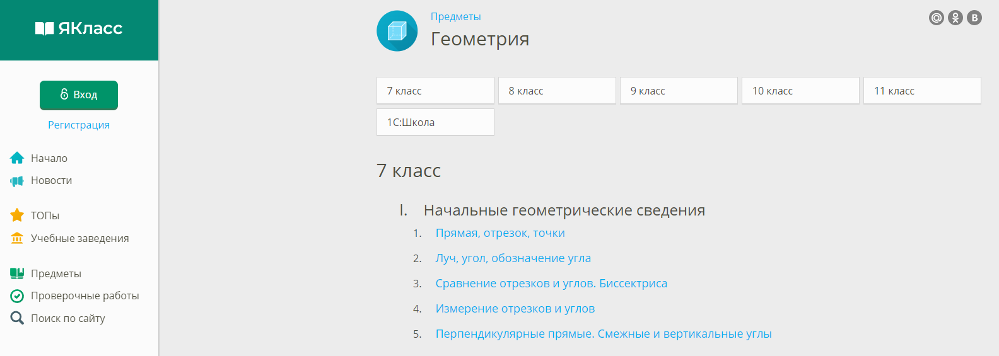 ЯКласс
Вход
Регистрация
Начало
Новости
ТОПы
Учебные заведения
Предметы
Проверочные работы
Поиск по сайту
Предметы
Геометрия
7 класс
8 класс
9 класс
10 класс
11 класс
1С:Школа
7 класс
I. Начальные геометрические сведения
1. Прямая, отрезок, точки
2. Луч, угол, обозначение угла
3. Сравнение отрезков и углов. Биссектриса
4. Измерение отрезков и углов
5. Перпендикулярные прямые. Смежные и вертикальные углы